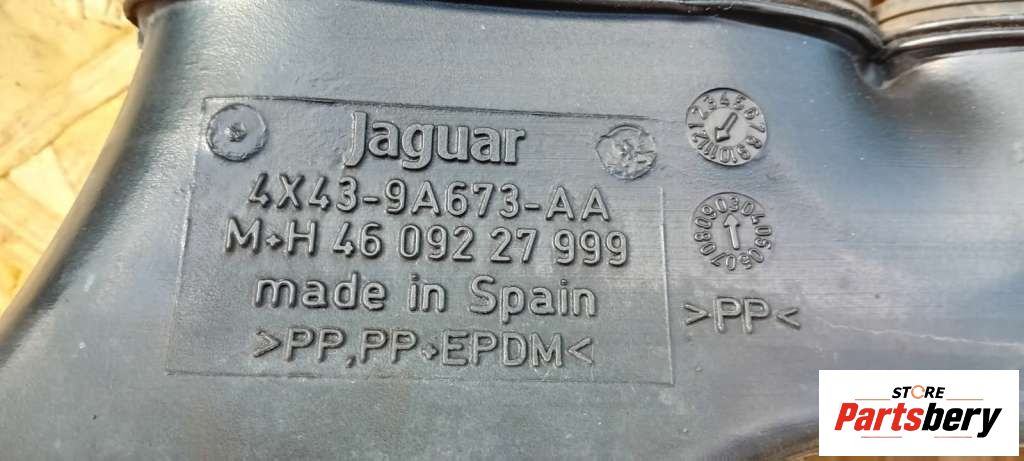 Jaguar
4X43-9A673-AA
M+H 46 092 27 999
made in Spain
>PP,PP+EPDM<
>PP<
STORE
Partsbery